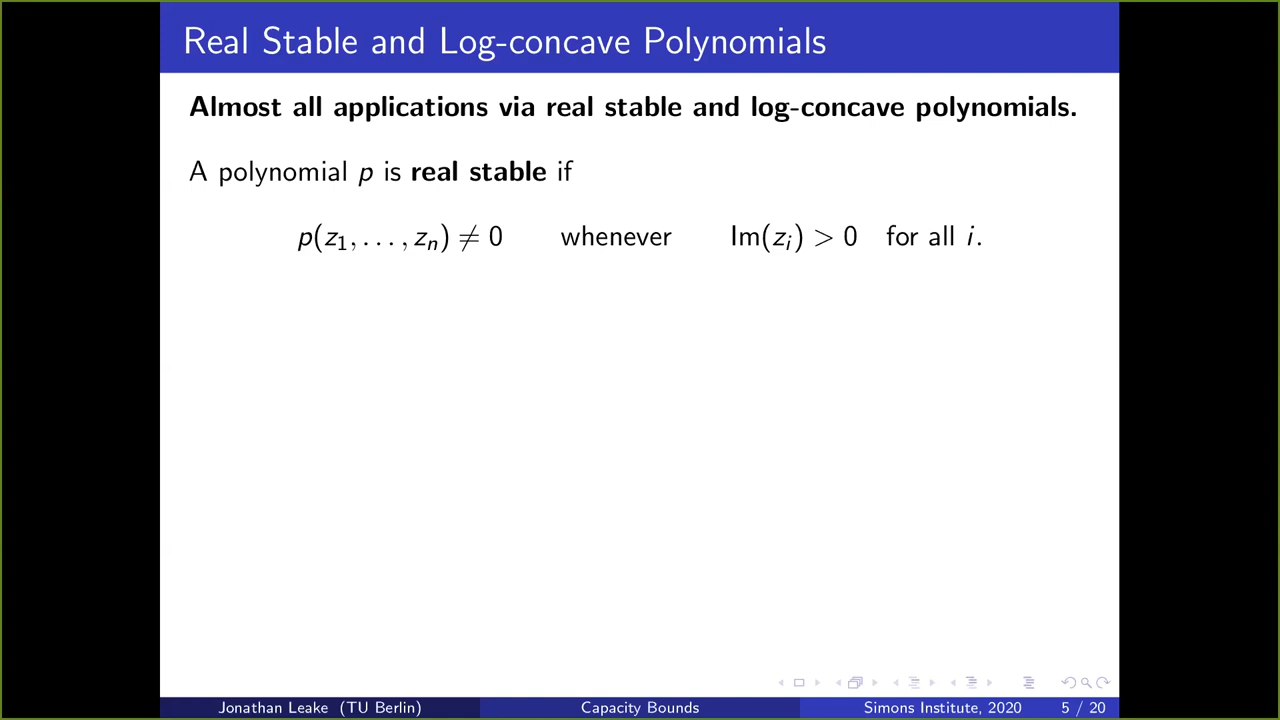 Real Stable and Log-concave Polynomials
Almost all applications via real stable and log-concave polynomials.
A polynomial p is real stable if
p(z₁, . . . , zₙ) ≠ 0 whenever Im(zᵢ) > 0 for all i.
Jonathan Leake (TU Berlin) Capacity Bounds Simons Institute, 2020 5 / 20